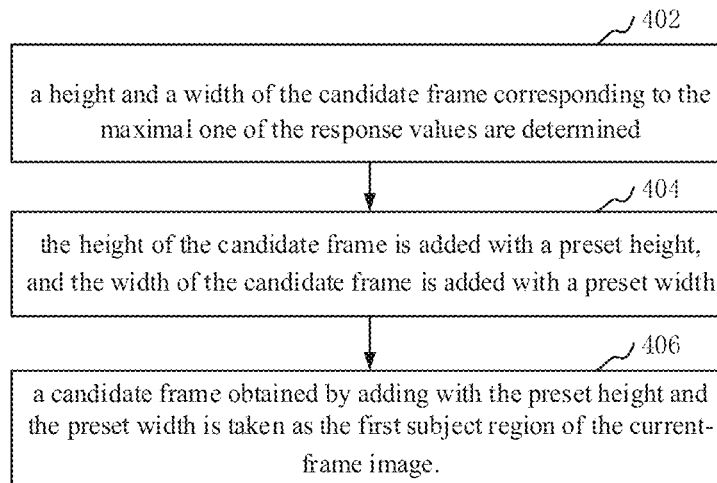 402
a height and a width of the candidate frame corresponding to the
maximal one of the response values are determined
404
the height of the candidate frame is added with a preset height,
and the width of the candidate frame is added with a preset width
406
a candidate frame obtained by adding with the preset height and
the preset width is taken as the first subject region of the current-
frame image.